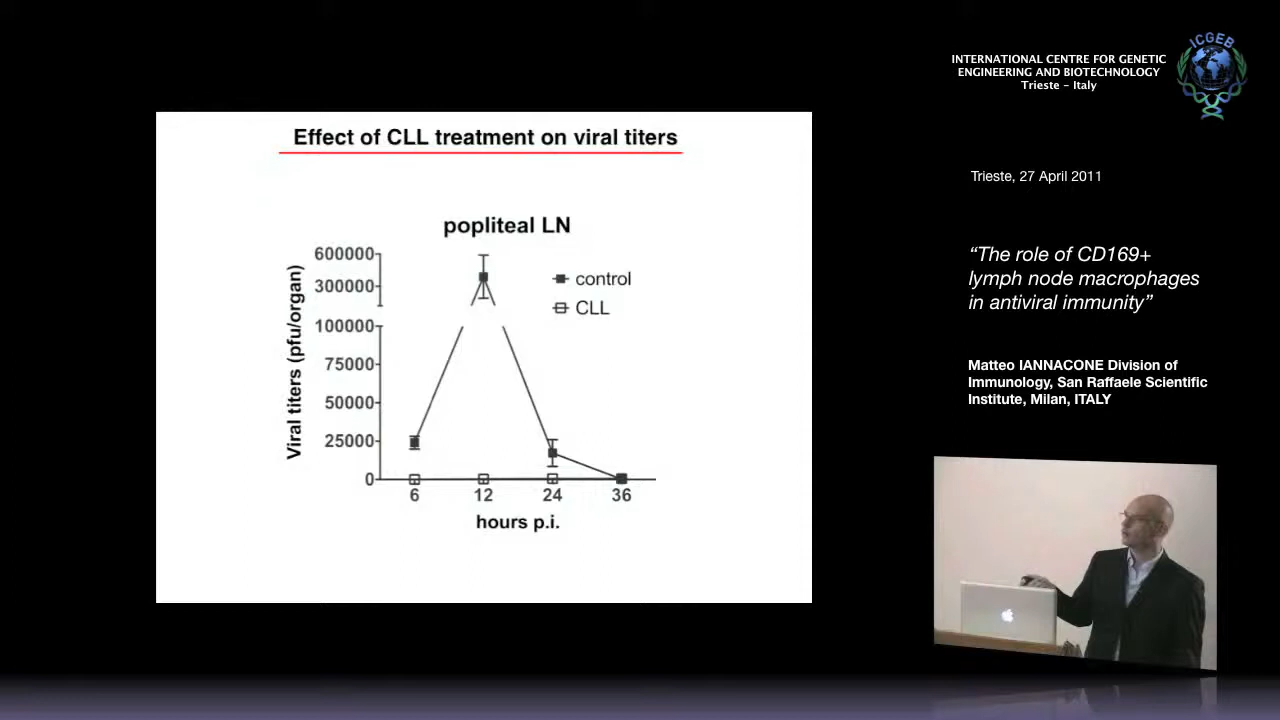 Effect of CLL treatment on viral titers
popliteal LN
600000
300000
100000
75000
50000
25000
0
Viral titers (pfu/organ)
control
CLL
6 12 24 36
hours p.i.
INTERNATIONAL CENTRE FOR GENETIC
ENGINEERING AND BIOTECHNOLOGY
Trieste – Italy
ICGEB
Trieste, 27 April 2011
“The role of CD169+
lymph node macrophages
in antiviral immunity”
Matteo IANNACONE Division of
Immunology, San Raffaele Scientific
Institute, Milan, ITALY